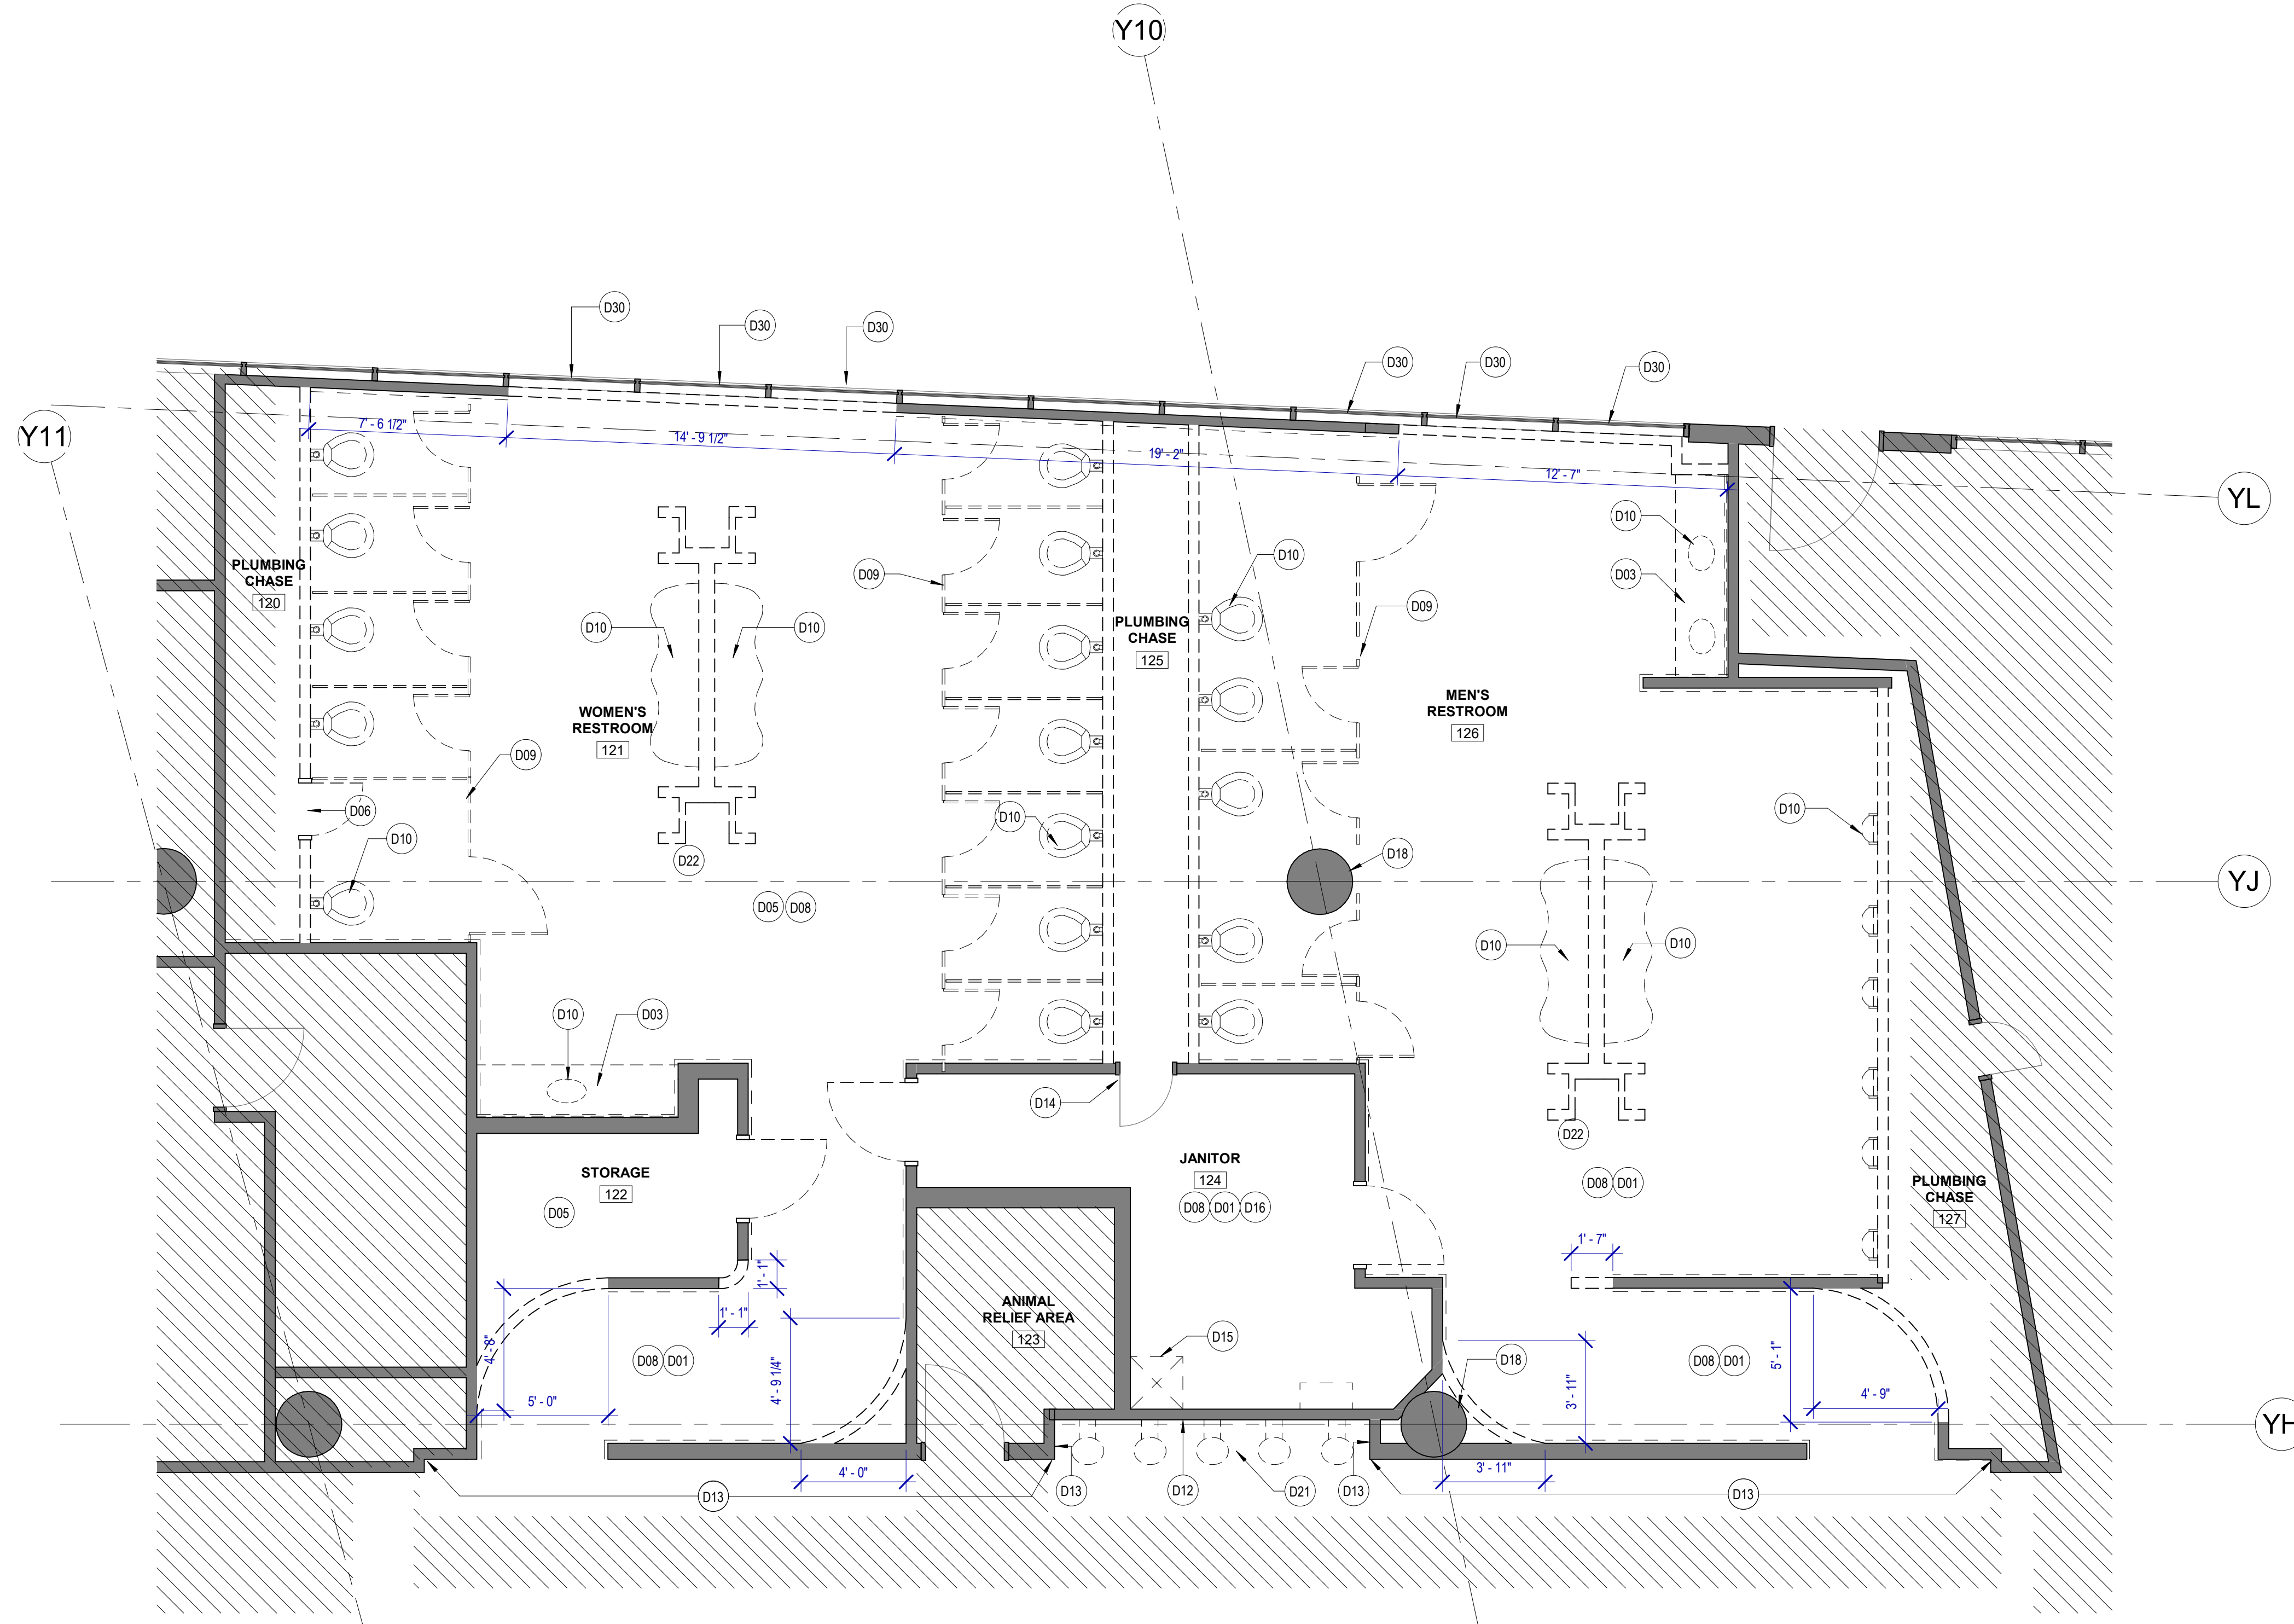 Y10
D30
D30
D30
D30
D30
D30
Y11
7' - 6 1/2"
14' - 9 1/2"
19' - 2"
12' - 7"
YL
D10
D10
D03
PLUMBING
CHASE
120
D09
D09
D10
D10
PLUMBING
CHASE
125
WOMEN'S
RESTROOM
121
MEN'S
RESTROOM
126
D09
D06
D10
D10
D10
D22
D18
YJ
D05
D08
D10
D10
D10
D03
D14
D22
STORAGE
122
JANITOR
124
D08
D01
D16
D08
D01
PLUMBING
CHASE
127
D05
1' - 7"
1' - 1"
1' - 1"
ANIMAL
RELIEF AREA
123
D15
4' - 8"
D08
D01
4' - 9 1/4"
D18
3' - 11"
D08
D01
5' - 1"
5' - 0"
4' - 9"
YH
4' - 0"
3' - 11"
D13
D13
D12
D21
D13
D13